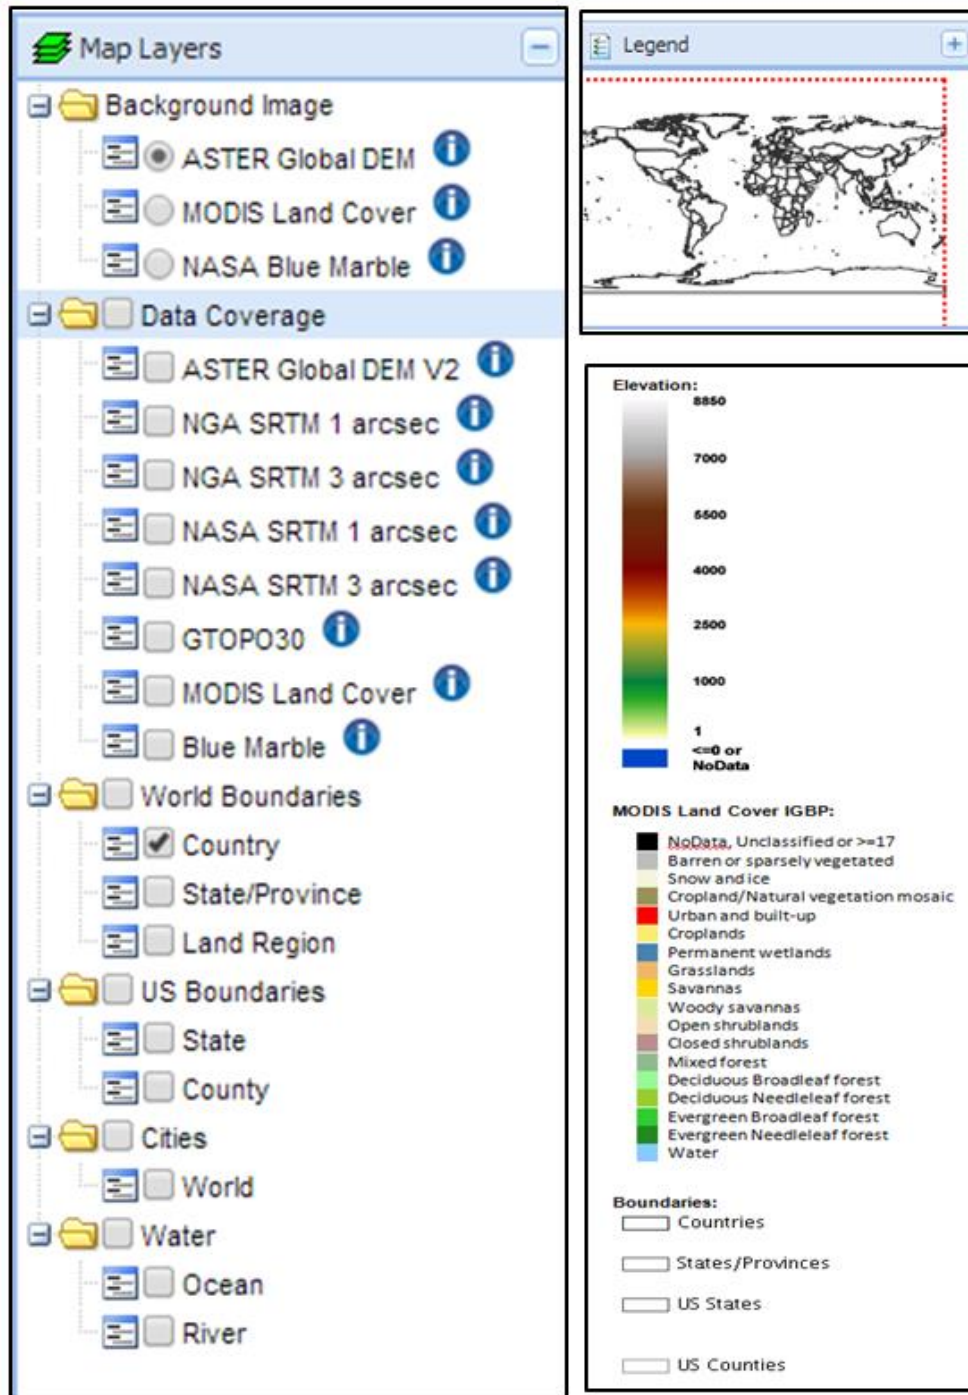 Map Layers
Background Image
ASTER Global DEM
MODIS Land Cover
NASA Blue Marble
Data Coverage
ASTER Global DEM V2
NGA SRTM 1 arcsec
NGA SRTM 3 arcsec
NASA SRTM 1 arcsec
NASA SRTM 3 arcsec
GTOPO30
MODIS Land Cover
Blue Marble
World Boundaries
Country
State/Province
Land Region
US Boundaries
State
County
Cities
World
Water
Ocean
River
Legend
Elevation:
8850
7000
5500
4000
2500
1000
1
<=0 or
NoData
MODIS Land Cover IGBP:
NoData, Unclassified or >=17
Barren or sparsely vegetated
Snow and ice
Cropland/Natural vegetation mosaic
Urban and built-up
Croplands
Permanent wetlands
Grasslands
Savannas
Woody savannas
Open shrublands
Closed shrublands
Mixed forest
Deciduous Broadleaf forest
Deciduous Needleleaf forest
Evergreen Broadleaf forest
Evergreen Needleleaf forest
Water
Boundaries:
Countries
States/Provinces
US States
US Counties